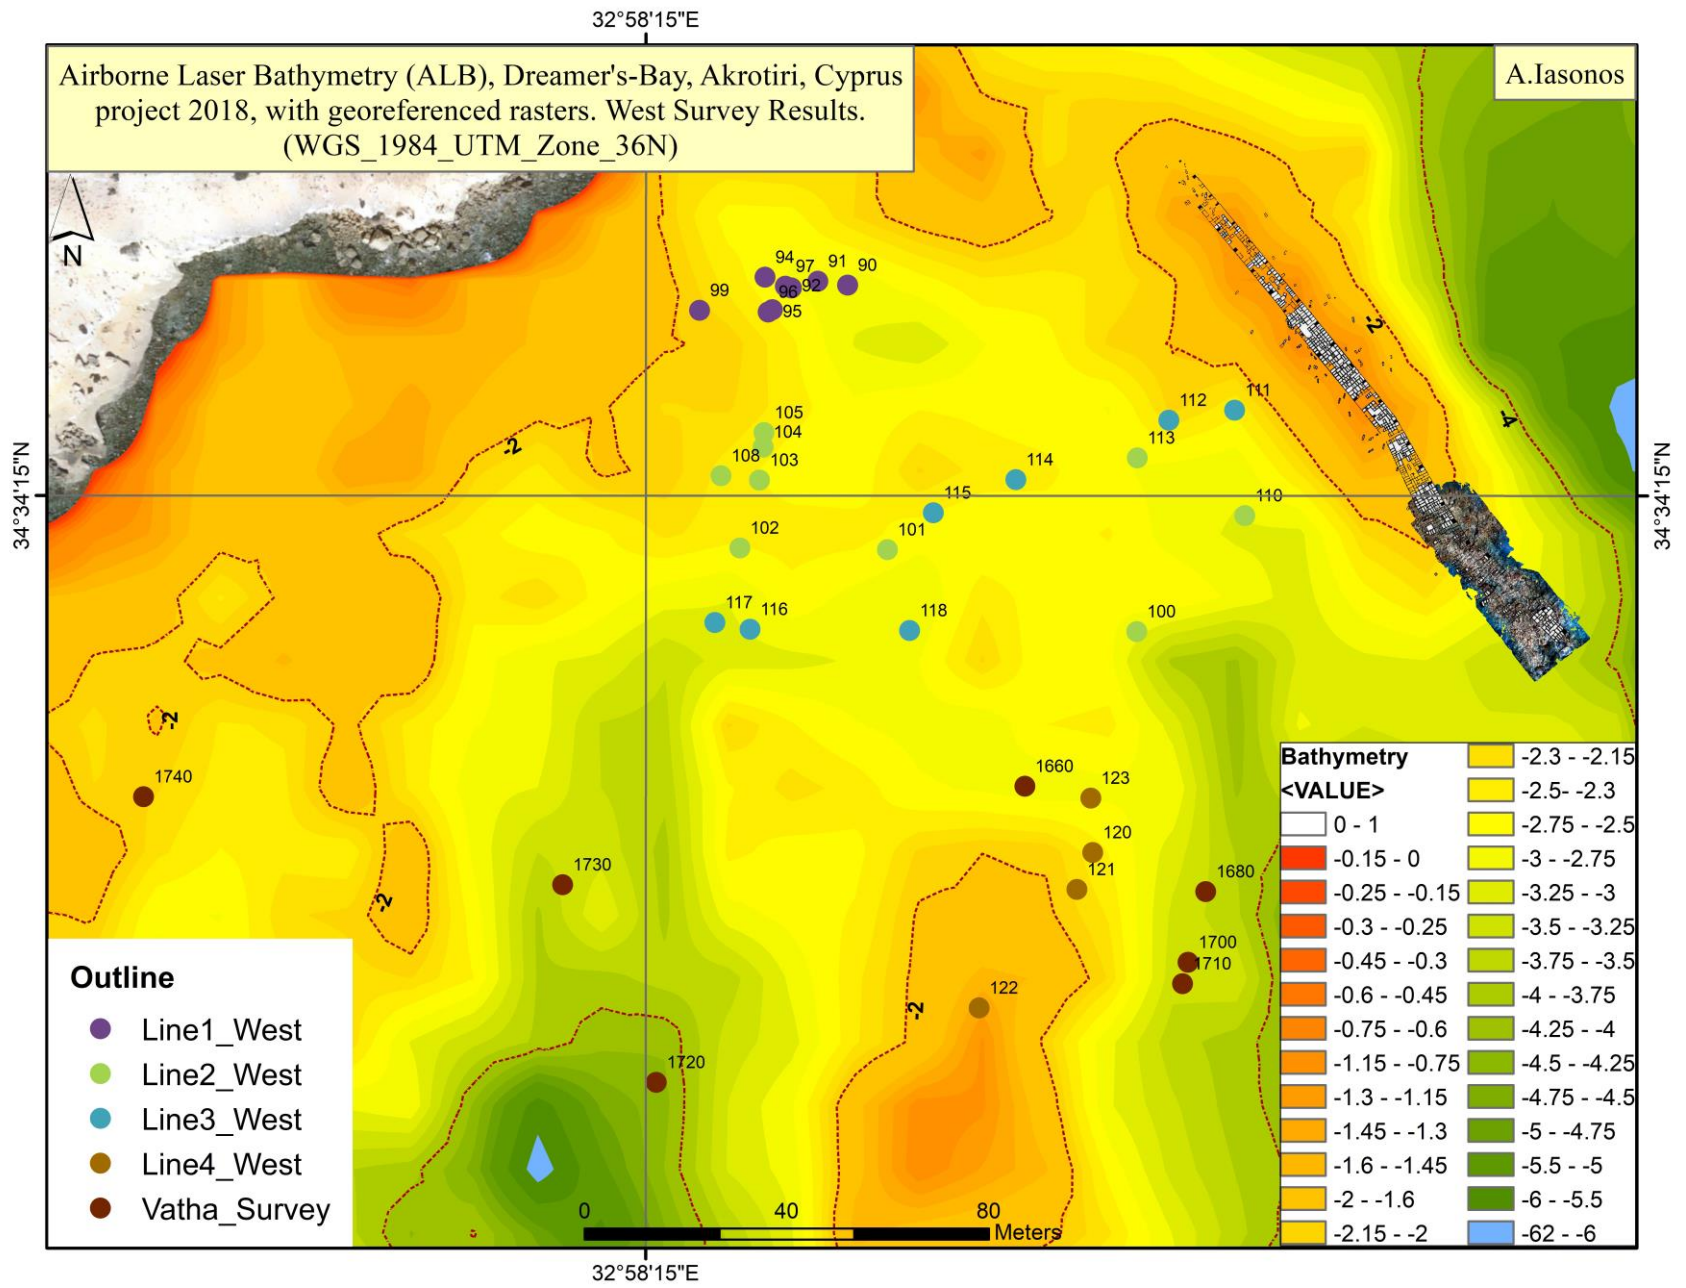 32°58'15"E
Airborne Laser Bathymetry (ALB), Dreamer's-Bay, Akrotiri, Cyprus
project 2018, with georeferenced rasters. West Survey Results.
(WGS_1984_UTM_Zone_36N)
A.Iasonos
N
94
97
91
90
99
96
92
95
-2
105
104
108
103
112
111
113
-4
-2
114
34°34'15"N
34°34'15"N
115
110
102
101
117
116
118
100
-2
1740
1660
123
120
121
1730
1680
-2
1700
1710
122
-2
1720
Outline
Line1_West
Line2_West
Line3_West
Line4_West
Vatha_Survey
0 40 80
Meters
Bathymetry
<VALUE>
0 - 1
-0.15 - 0
-0.25 - -0.15
-0.3 - -0.25
-0.45 - -0.3
-0.6 - -0.45
-0.75 - -0.6
-1.15 - -0.75
-1.3 - -1.15
-1.45 - -1.3
-1.6 - -1.45
-2 - -1.6
-2.15 - -2
-2.3 - -2.15
-2.5- -2.3
-2.75 - -2.5
-3 - -2.75
-3.25 - -3
-3.5 - -3.25
-3.75 - -3.5
-4 - -3.75
-4.25 - -4
-4.5 - -4.25
-4.75 - -4.5
-5 - -4.75
-5.5 - -5
-6 - -5.5
-62 - -6
32°58'15"E